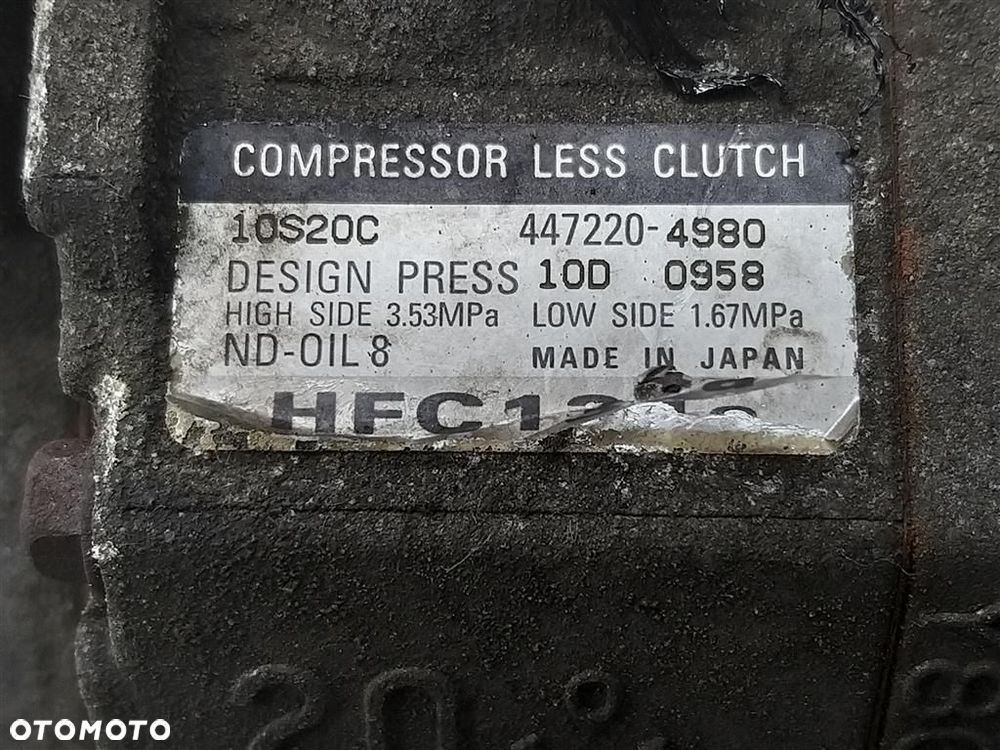 COMPRESSOR LESS CLUTCH
10S20C 447220-4980
DESIGN PRESS 10D 0958
HIGH SIDE 3.53MPa LOW SIDE 1.67MPa
ND-OIL 8 MADE IN JAPAN
20
OTOMOTO